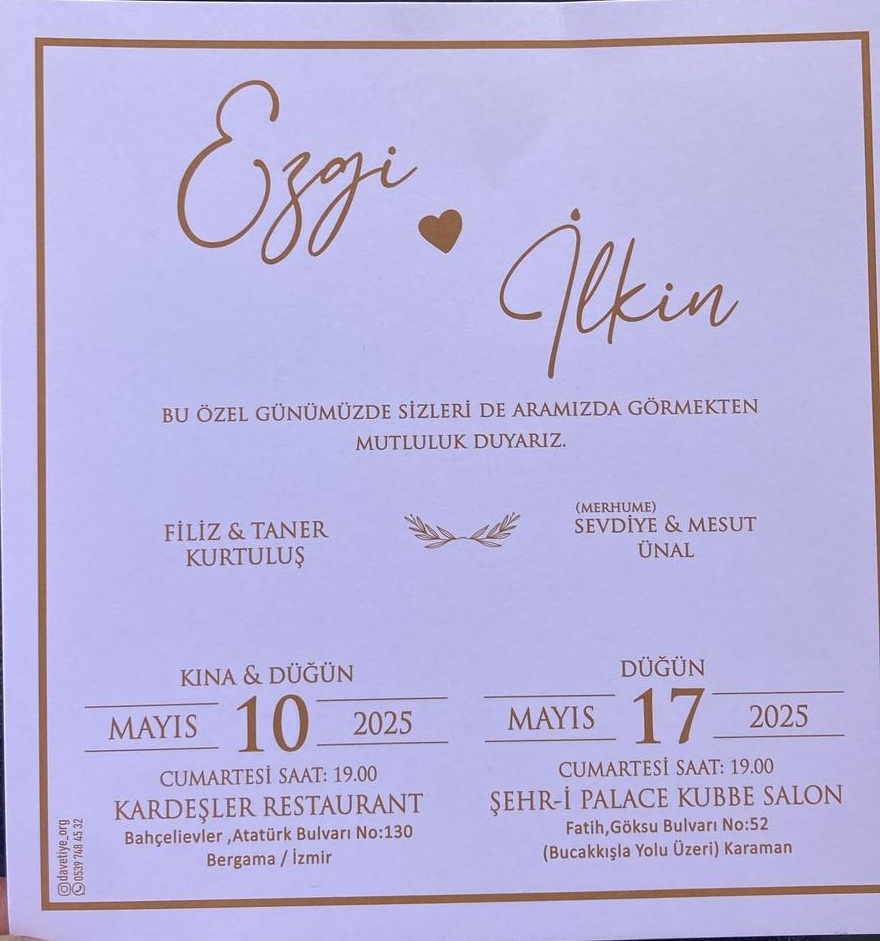 Ezgi
İlkin
BU ÖZEL GÜNÜMÜZDE SİZLERİ DE ARAMIZDA GÖRMEKTEN
MUTLULUK DUYARIZ.
FİLİZ & TANER
KURTULUŞ
(MERHUME)
SEVDİYE & MESUT
ÜNAL
KINA & DÜĞÜN
MAYIS 10 2025
CUMARTESİ SAAT: 19.00
KARDEŞLER RESTAURANT
Bahçelievler ,Atatürk Bulvarı No:130
Bergama / İzmir
DÜĞÜN
MAYIS 17 2025
CUMARTESİ SAAT: 19.00
ŞEHR-İ PALACE KUBBE SALON
Fatih,Göksu Bulvarı No:52
(Bucakkışla Yolu Üzeri) Karaman
davetiye_org
0539 748 45 32